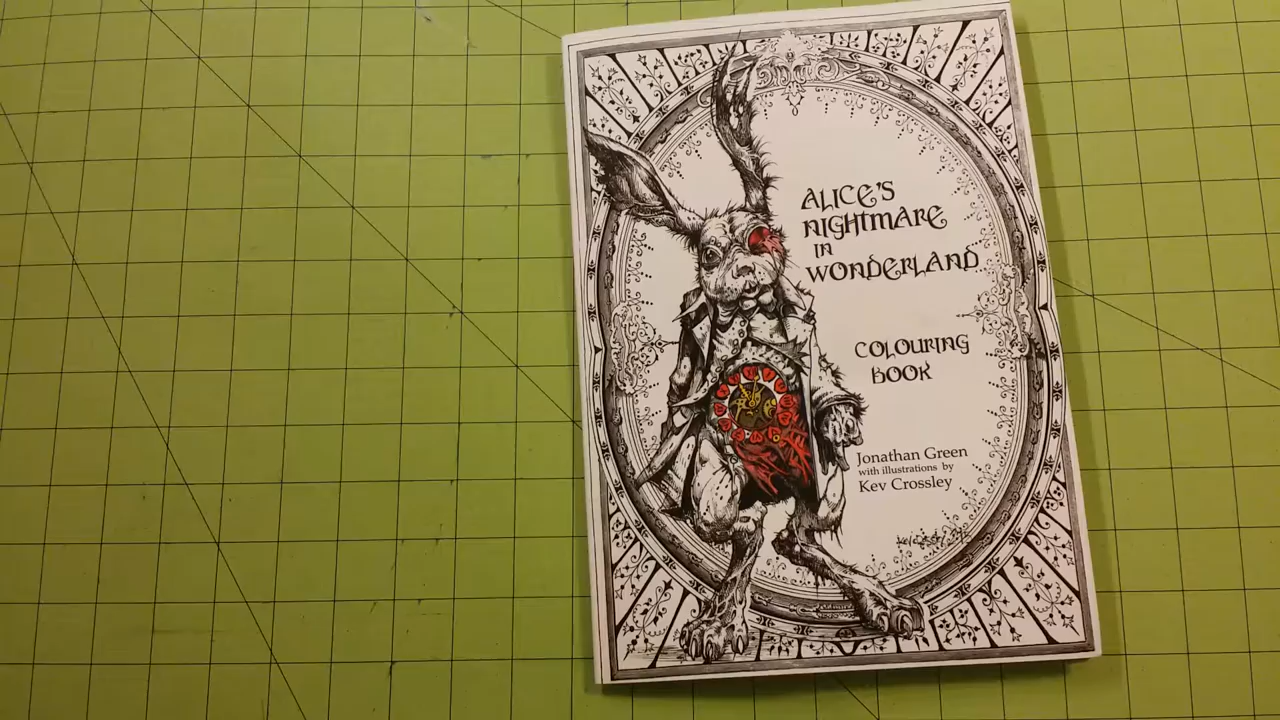 ALICE'S
NIGHTMARE
IN
WONDERLAND
COLOURING
BOOK
Jonathan Green
with illustrations by
Kev Crossley